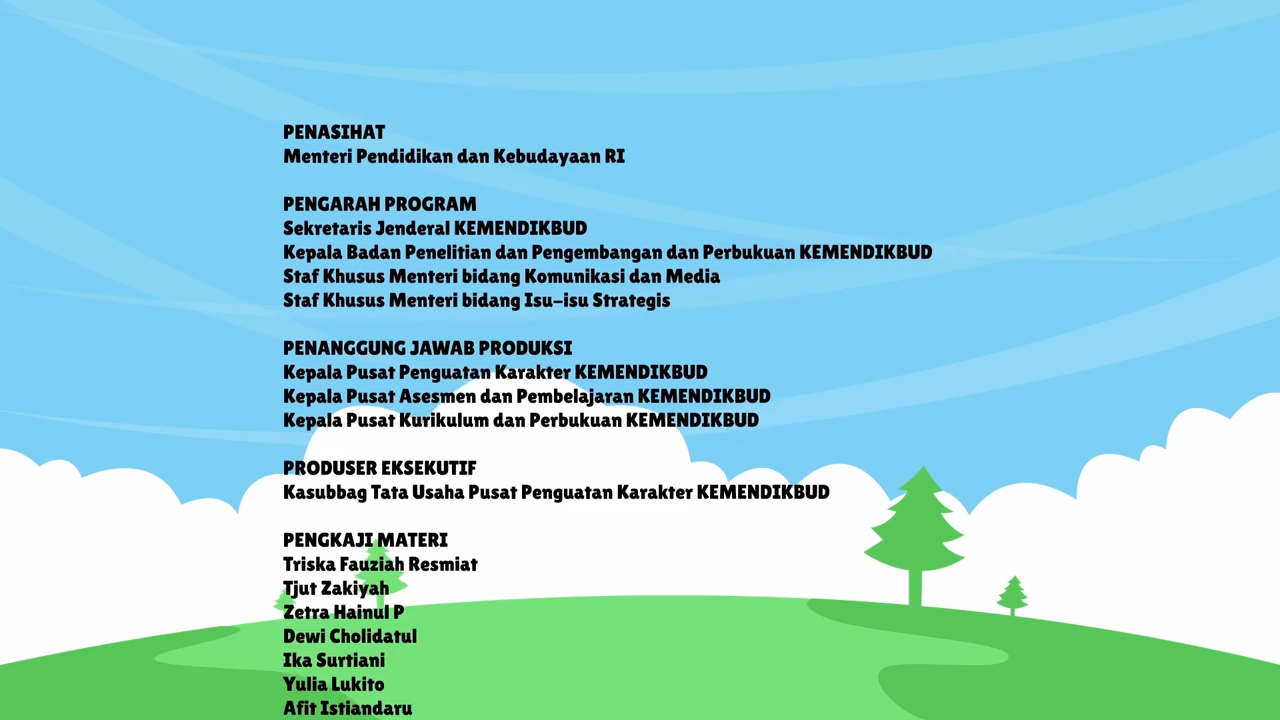 PENASIHAT
Menteri Pendidikan dan Kebudayaan RI
PENGARAH PROGRAM
Sekretaris Jenderal KEMENDIKBUD
Kepala Badan Penelitian dan Pengembangan dan Perbukuan KEMENDIKBUD
Staf Khusus Menteri bidang Komunikasi dan Media
Staf Khusus Menteri bidang Isu-isu Strategis
PENANGGUNG JAWAB PRODUKSI
Kepala Pusat Penguatan Karakter KEMENDIKBUD
Kepala Pusat Asesmen dan Pembelajaran KEMENDIKBUD
Kepala Pusat Kurikulum dan Perbukuan KEMENDIKBUD
PRODUSER EKSEKUTIF
Kasubbag Tata Usaha Pusat Penguatan Karakter KEMENDIKBUD
PENGKAJI MATERI
Triska Fauziah Resmiat
Tjut Zakiyah
Zetra Hainul P
Dewi Cholidatul
Ika Surtiani
Yulia Lukito
Afit Istiandaru